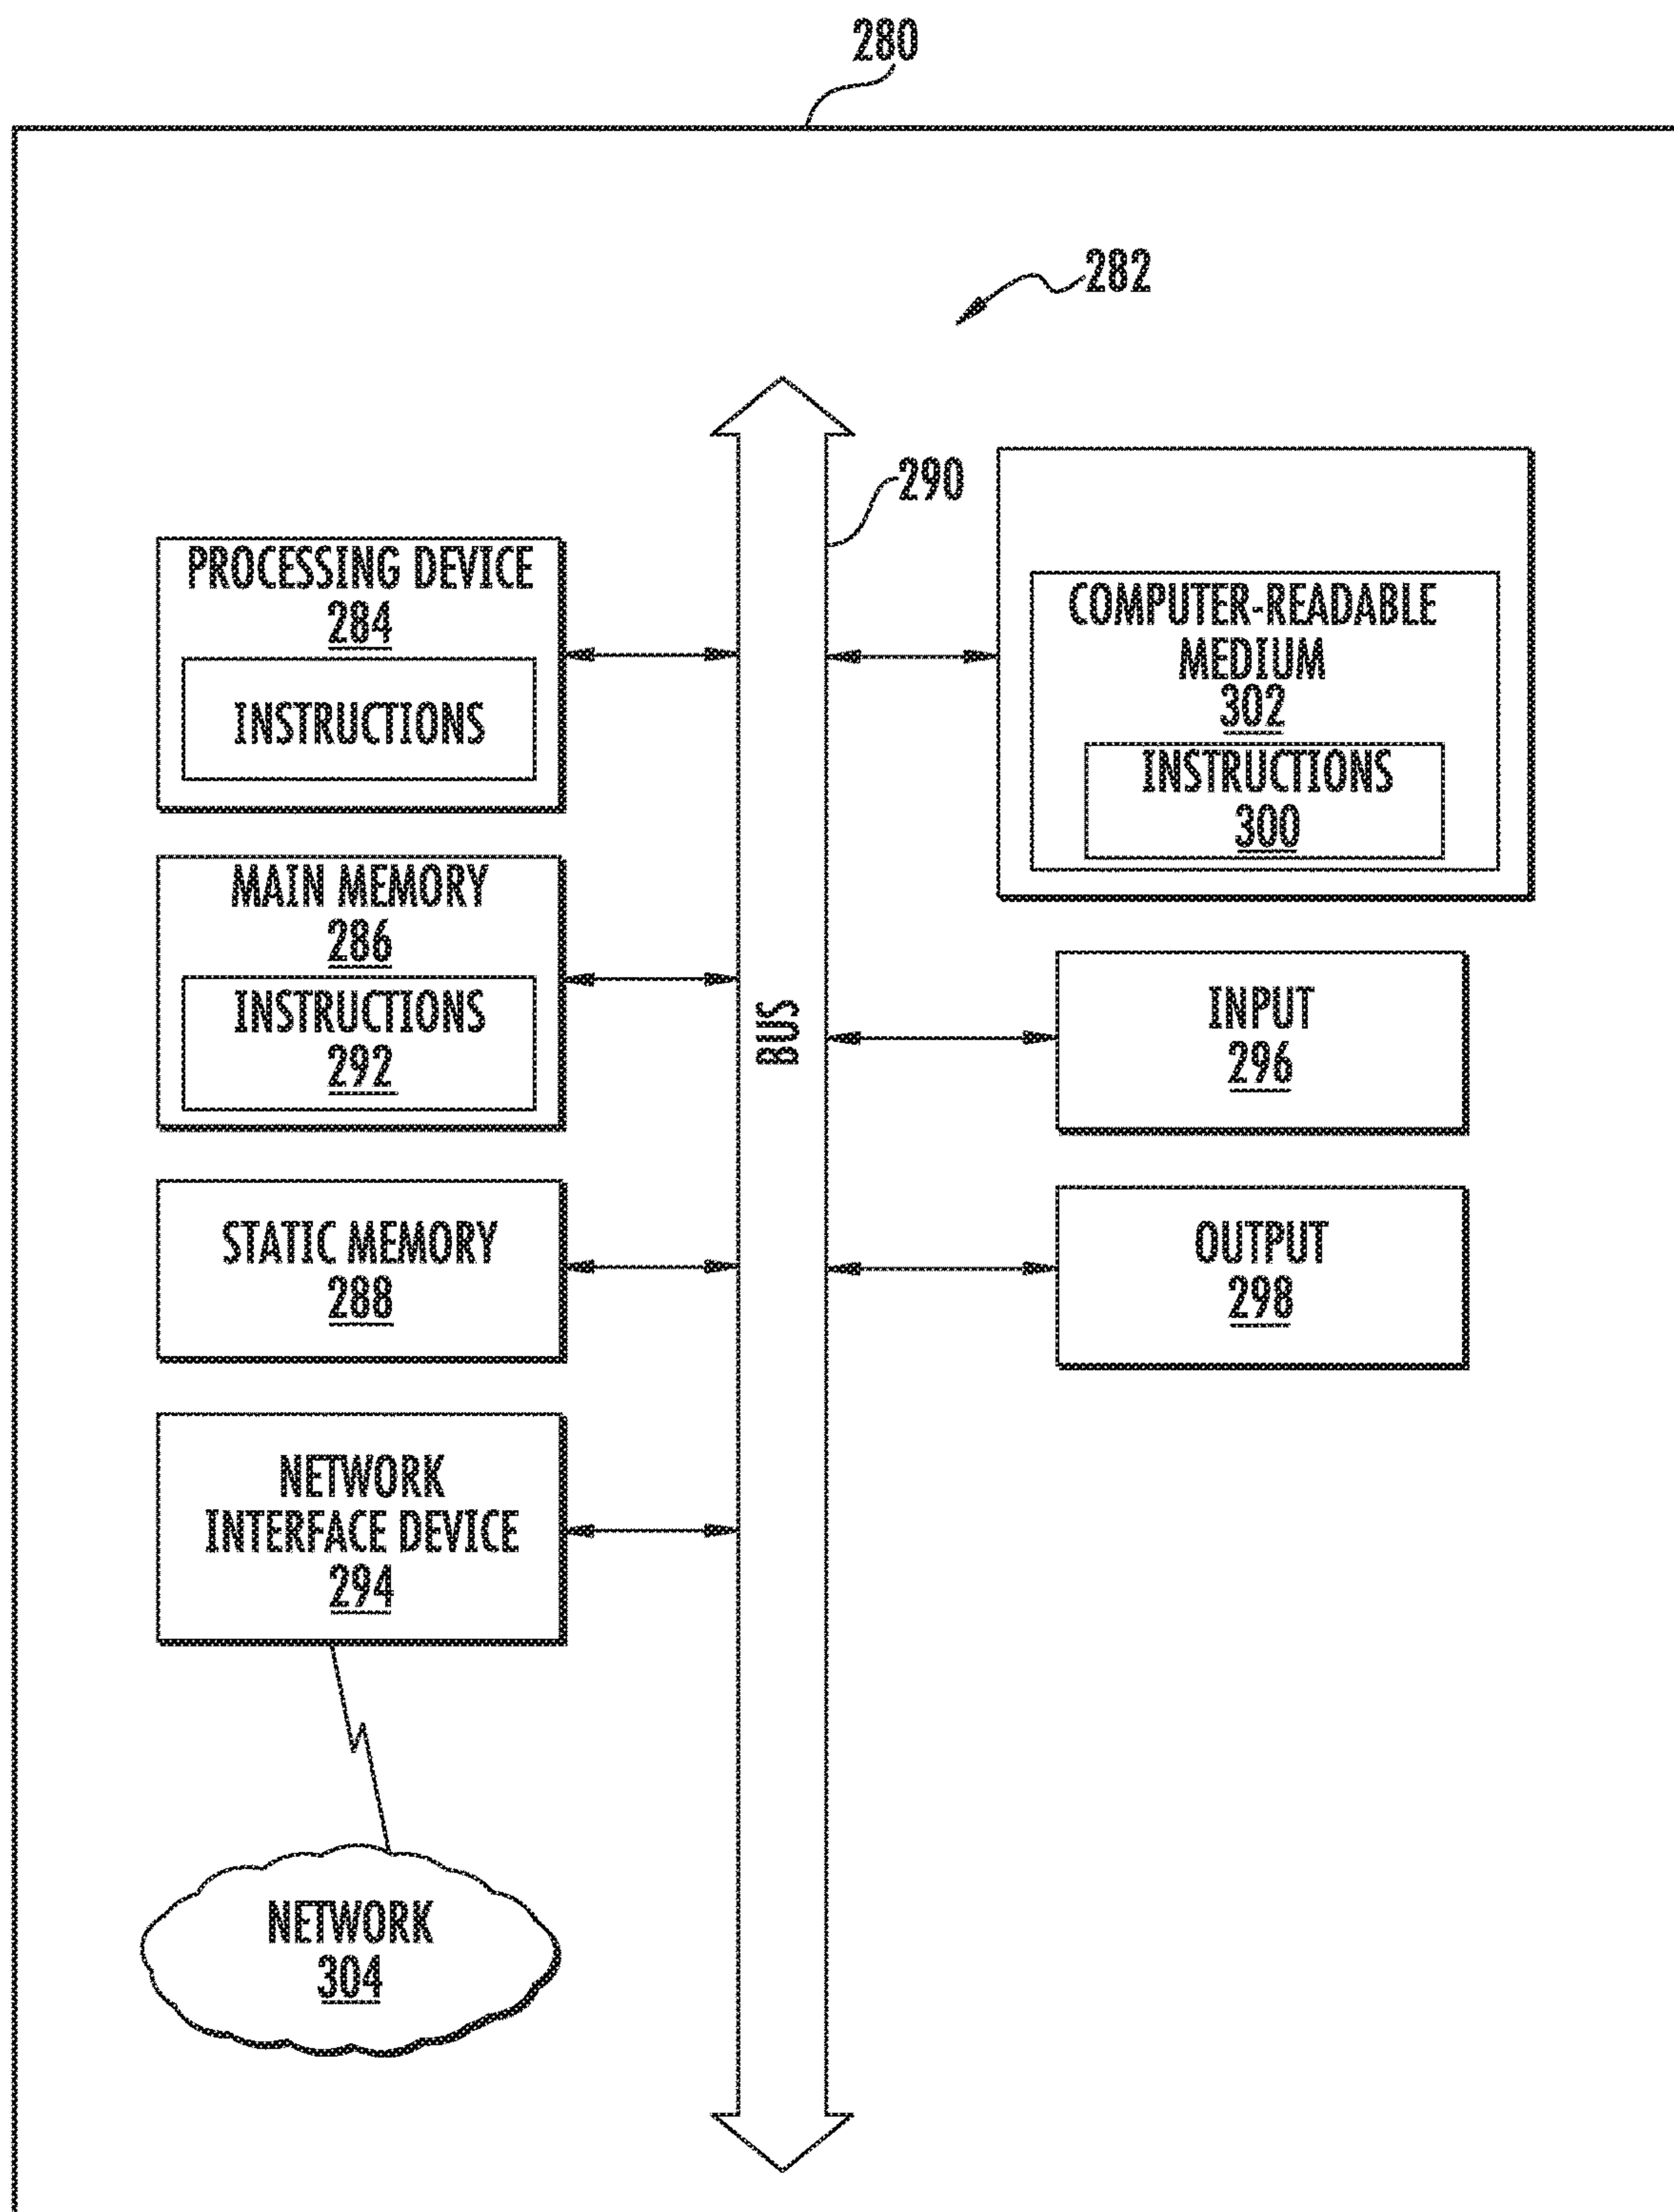 280
282
290
PROCESSING DEVICE
284
INSTRUCTIONS
COMPUTER-READABLE
MEDIUM
302
INSTRUCTIONS
300
MAIN MEMORY
286
INSTRUCTIONS
292
BUS
INPUT
296
STATIC MEMORY
288
OUTPUT
298
NETWORK
INTERFACE DEVICE
294
NETWORK
304